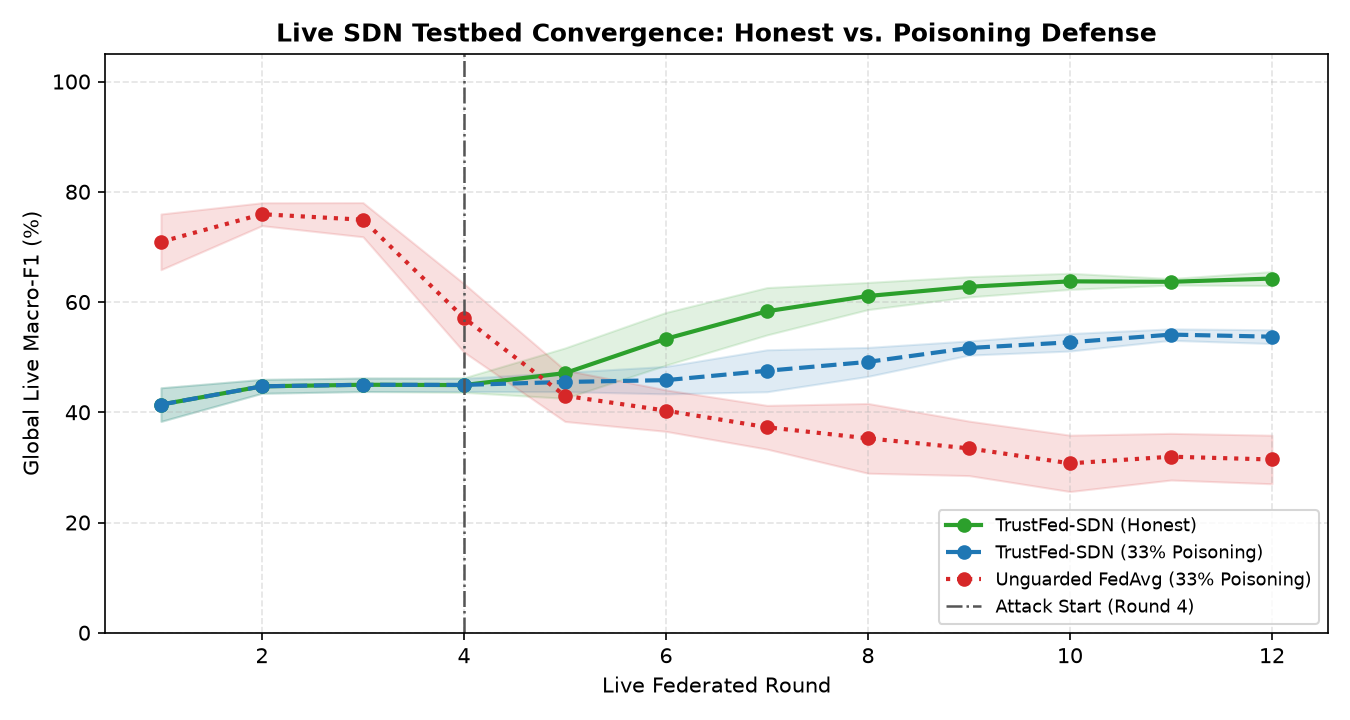 Live SDN Testbed Convergence: Honest vs. Poisoning Defense
Global Live Macro-F1 (%)
100
80
60
40
20
0
2
4
6
8
10
12
Live Federated Round
TrustFed-SDN (Honest)
TrustFed-SDN (33% Poisoning)
Unguarded FedAvg (33% Poisoning)
Attack Start (Round 4)